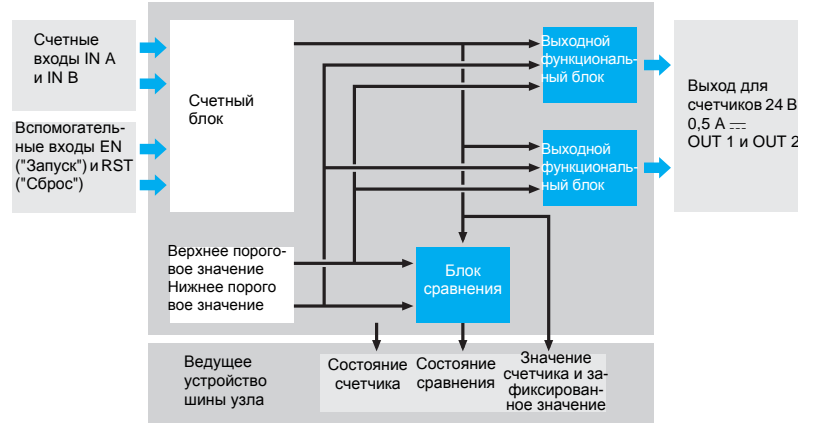 Счетные
входы IN A
и IN B
Вспомогатель-
ные входы EN
("Запуск") и RST
("Сброс")
Счетный
блок
Верхнее порого-
вое значение
Нижнее порого
вое значение
Выходной
функциональ-
ный блок
Выходной
функциональ-
ный блок
Блок
сравнения
Выход для
счетчиков 24 В
0,5 А ⎓
OUT 1 и OUT 2
Ведущее
устройство
шины узла
Состояние
счетчика
Состояние
сравнения
Значение
счетчика и за-
фиксирован-
ное значение